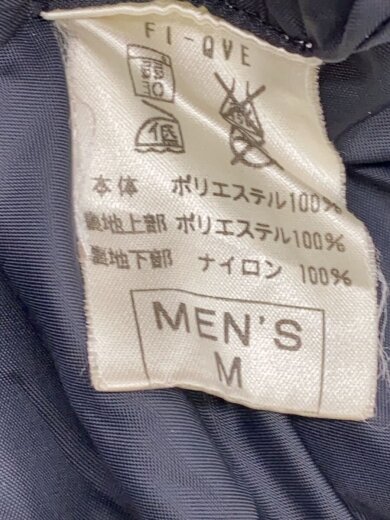 FI-QVE
弱
30
低
本体 ポリエステル100%
裏地上部 ポリエステル100%
裏地下部 ナイロン 100%
MEN'S
M